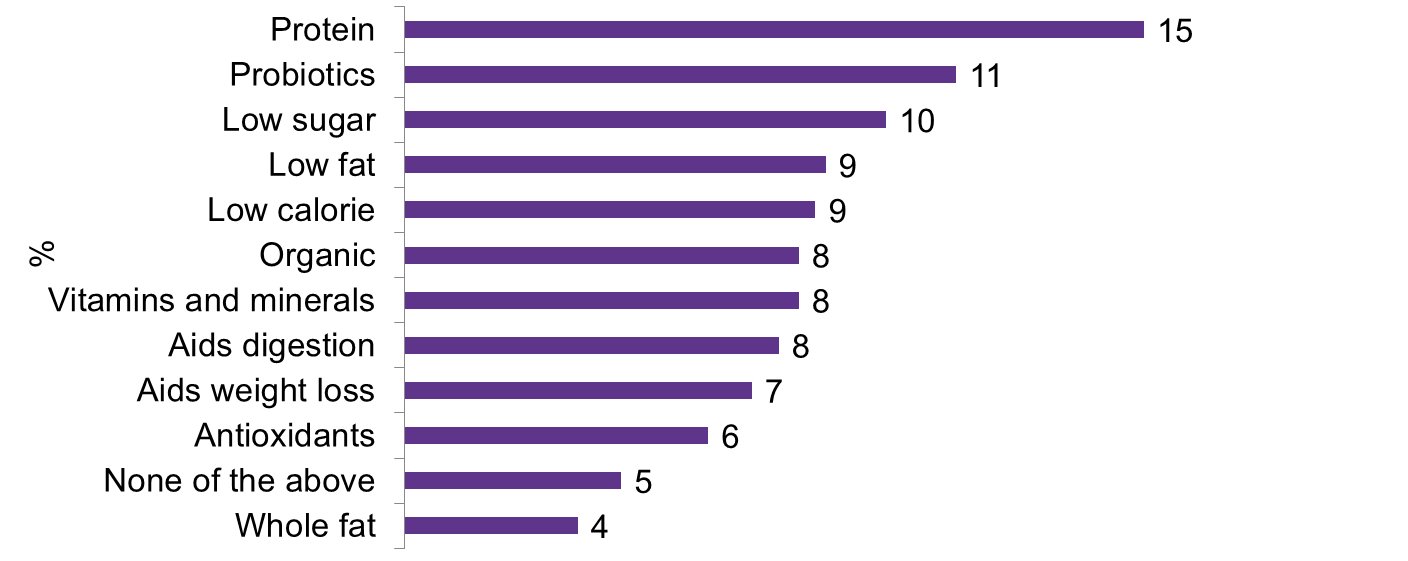 Protein 15
Probiotics 11
Low sugar 10
Low fat 9
Low calorie 9
%
Organic 8
Vitamins and minerals 8
Aids digestion 8
Aids weight loss 7
Antioxidants 6
None of the above 5
Whole fat 4